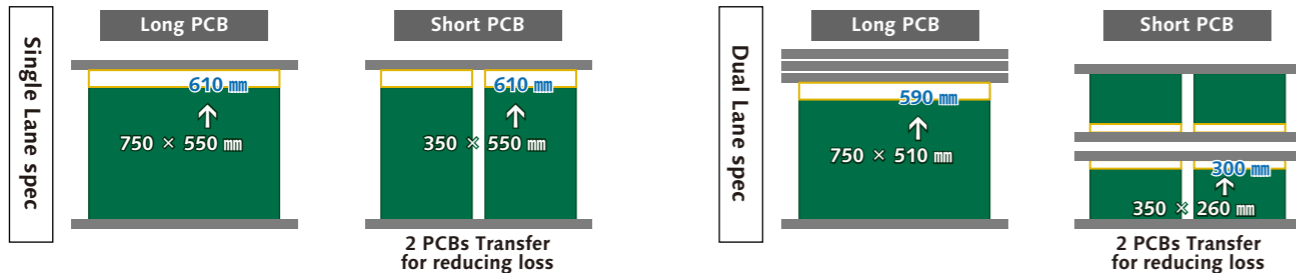 Single Lane spec
Long PCB
610 mm
750 × 550 mm
Short PCB
610 mm
350 × 550 mm
2 PCBs Transfer
for reducing loss
Dual Lane spec
Long PCB
590 mm
750 × 510 mm
Short PCB
300 mm
350 × 260 mm
2 PCBs Transfer
for reducing loss